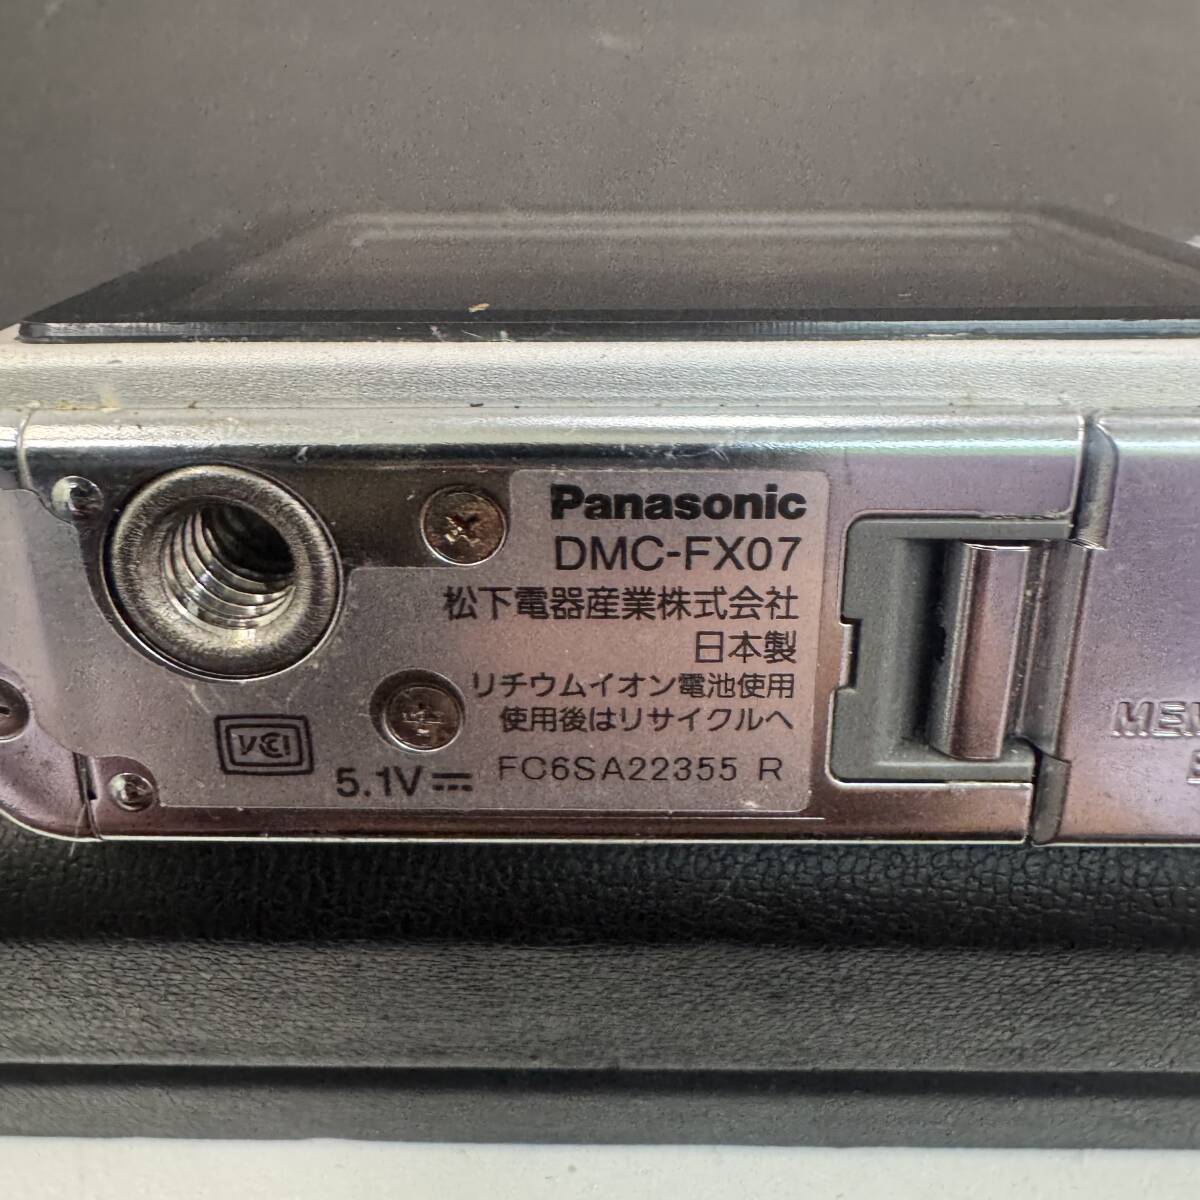 Panasonic
DMC-FX07
松下電器産業株式会社
日本製
リチウムイオン電池使用
使用後はリサイクルへ
VCCI
5.1V⎓ FC6SA22355 R